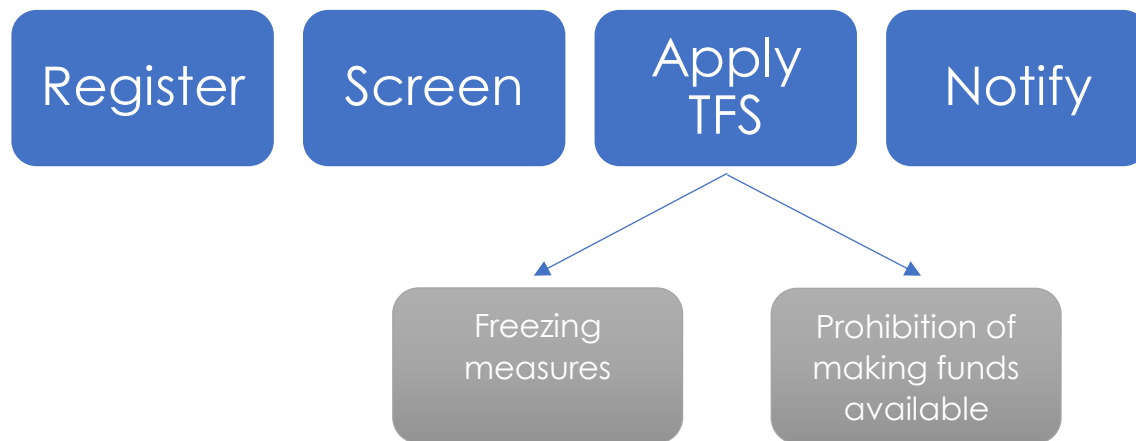 Register
Screen
Apply
TFS
Notify
Freezing
measures
Prohibition of
making funds
available